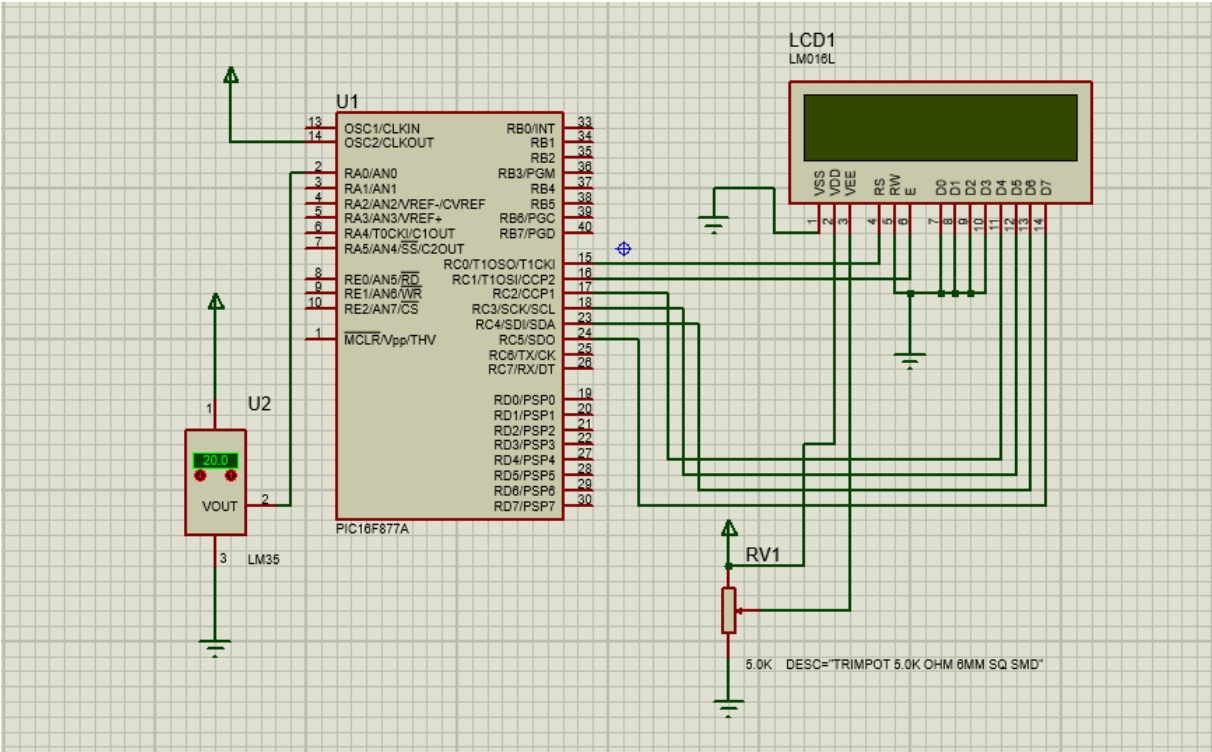 LCD1
LM016L
VSS VDD VEE RS RW E D0 D1 D2 D3 D4 D5 D6 D7
1 2 3 4 5 6 7 8 9 10 11 12 13 14
U1
13 OSC1/CLKIN RB0/INT 33
14 OSC2/CLKOUT RB1 34
RB2 35
2 RA0/AN0 RB3/PGM 36
3 RA1/AN1 RB4 37
4 RA2/AN2/VREF-/CVREF RB5 38
5 RA3/AN3/VREF+ RB6/PGC 39
6 RA4/T0CKI/C1OUT RB7/PGD 40
7 RA5/AN4/SS/C2OUT
RC0/T1OSO/T1CKI 15
8 RE0/AN5/RD RC1/T1OSI/CCP2 16
9 RE1/AN6/WR RC2/CCP1 17
10 RE2/AN7/CS RC3/SCK/SCL 18
RC4/SDI/SDA 23
1 MCLR/Vpp/THV RC5/SDO 24
RC6/TX/CK 25
RC7/RX/DT 26
RD0/PSP0 19
RD1/PSP1 20
RD2/PSP2 21
RD3/PSP3 22
RD4/PSP4 27
RD5/PSP5 28
RD6/PSP6 29
RD7/PSP7 30
PIC16F877A
U2
1
20.0
VOUT 2
3
LM35
RV1
5.0K DESC="TRIMPOT 5.0K OHM 6MM SQ SMD"